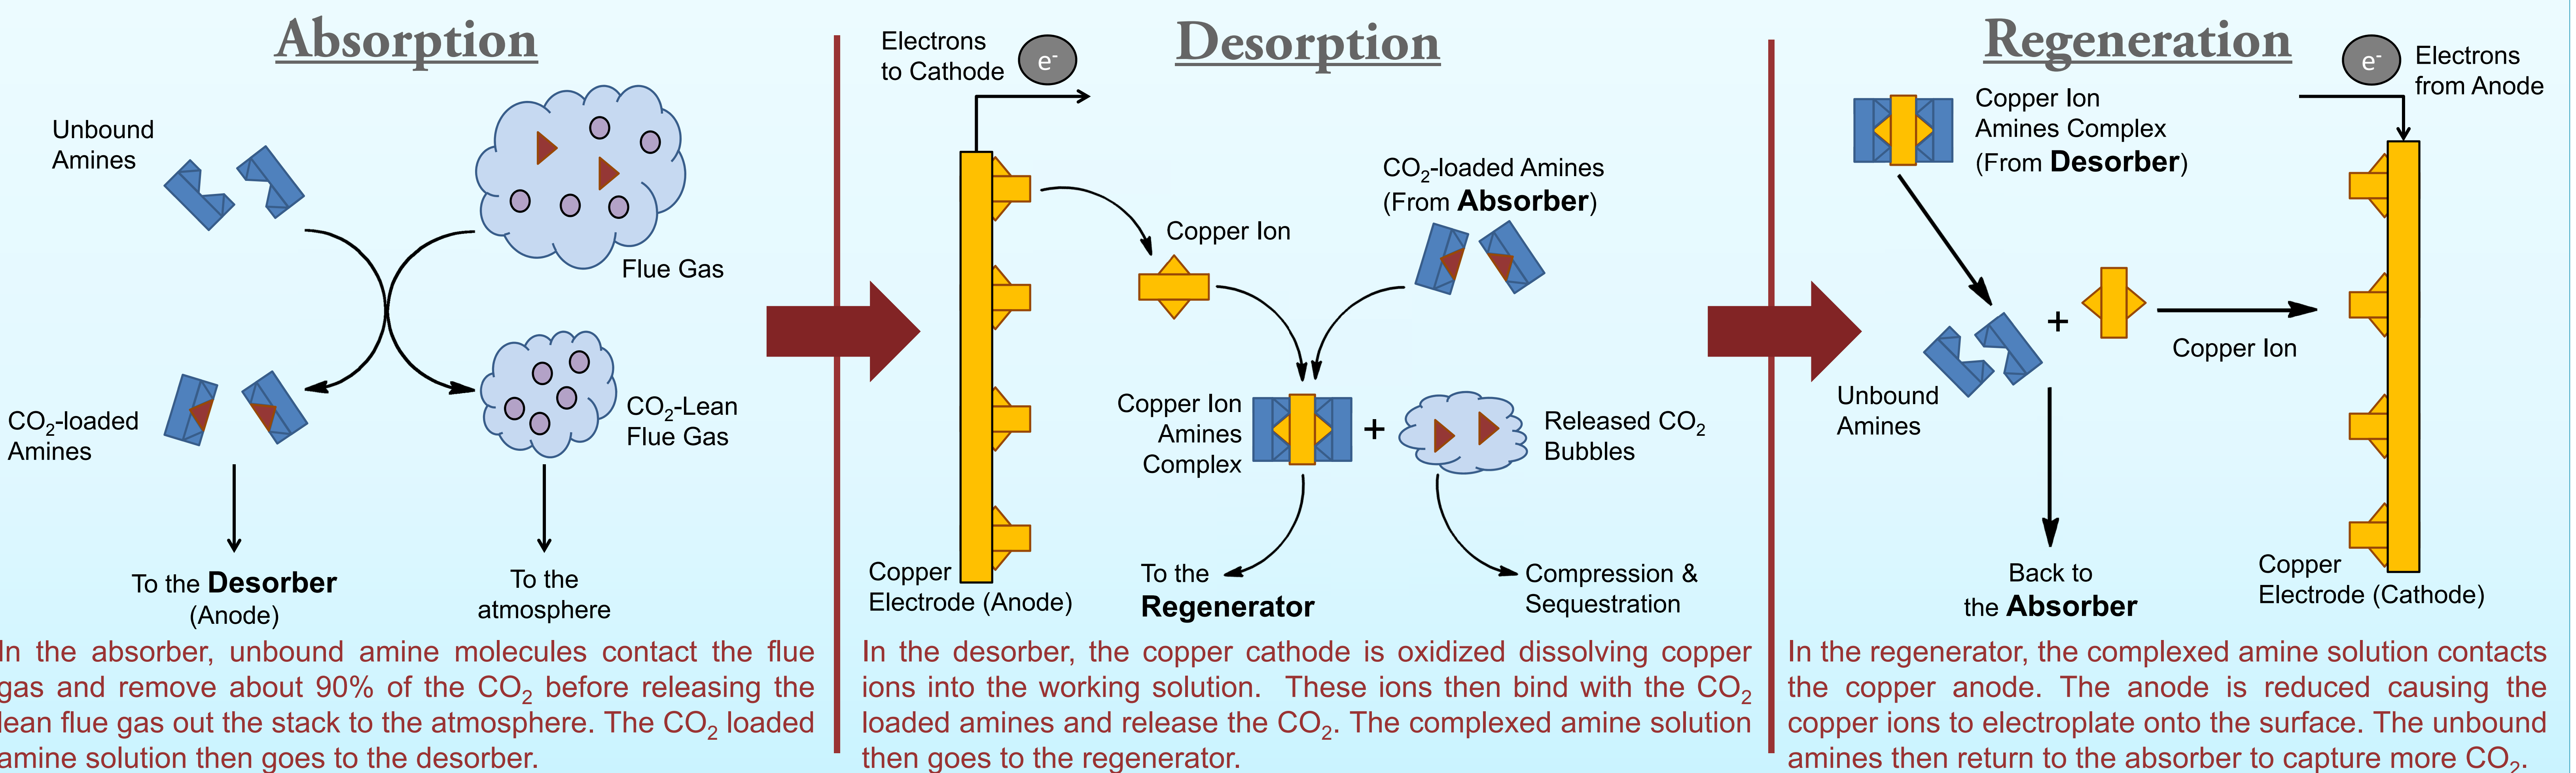 Absorption
Unbound
Amines
Flue Gas
CO₂-loaded
Amines
CO₂-Lean
Flue Gas
To the Desorber
(Anode)
To the
atmosphere
In the absorber, unbound amine molecules contact the flue
gas and remove about 90% of the CO₂ before releasing the
lean flue gas out the stack to the atmosphere. The CO₂ loaded
amine solution then goes to the desorber.
Desorption
Electrons
to Cathode
e⁻
CO₂-loaded Amines
(From Absorber)
Copper Ion
Copper Ion
Amines
Complex
+
Released CO₂
Bubbles
Copper
Electrode (Anode)
To the
Regenerator
Compression &
Sequestration
In the desorber, the copper cathode is oxidized dissolving copper
ions into the working solution. These ions then bind with the CO₂
loaded amines and release the CO₂. The complexed amine solution
then goes to the regenerator.
Regeneration
e⁻
Electrons
from Anode
Copper Ion
Amines Complex
(From Desorber)
+
Copper Ion
Unbound
Amines
Back to
the Absorber
Copper
Electrode (Cathode)
In the regenerator, the complexed amine solution contacts
the copper anode. The anode is reduced causing the
copper ions to electroplate onto the surface. The unbound
amines then return to the absorber to capture more CO₂.